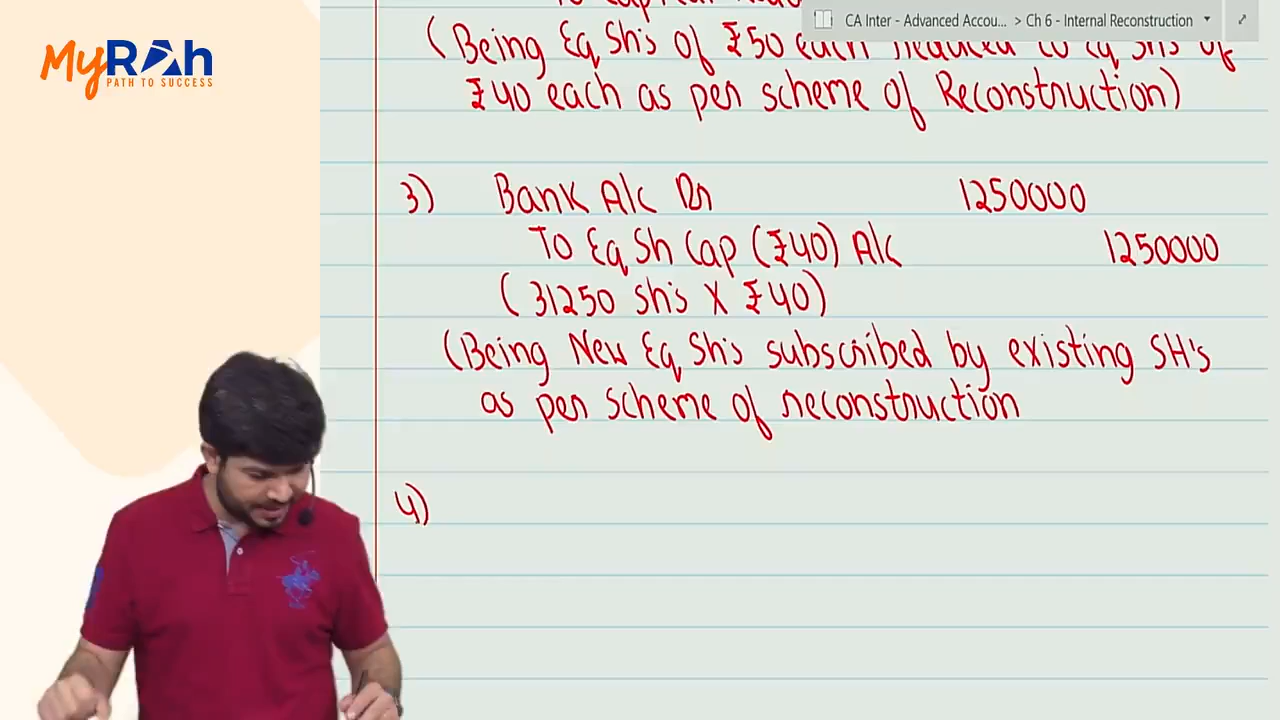 MyRAh
PATH TO SUCCESS
CA Inter - Advanced Accou... > Ch 6 - Internal Reconstruction
(Being Eq Sh's of ₹50 each reduced to Eq Sh's of
₹40 each as per scheme of Reconstruction)
3) Bank A/c Dr 1250000
To Eq Sh Cap (₹40) A/c 1250000
(31250 Sh's X ₹40)
(Being New Eq Sh's subscribed by existing SH's
as per scheme of reconstruction
4)